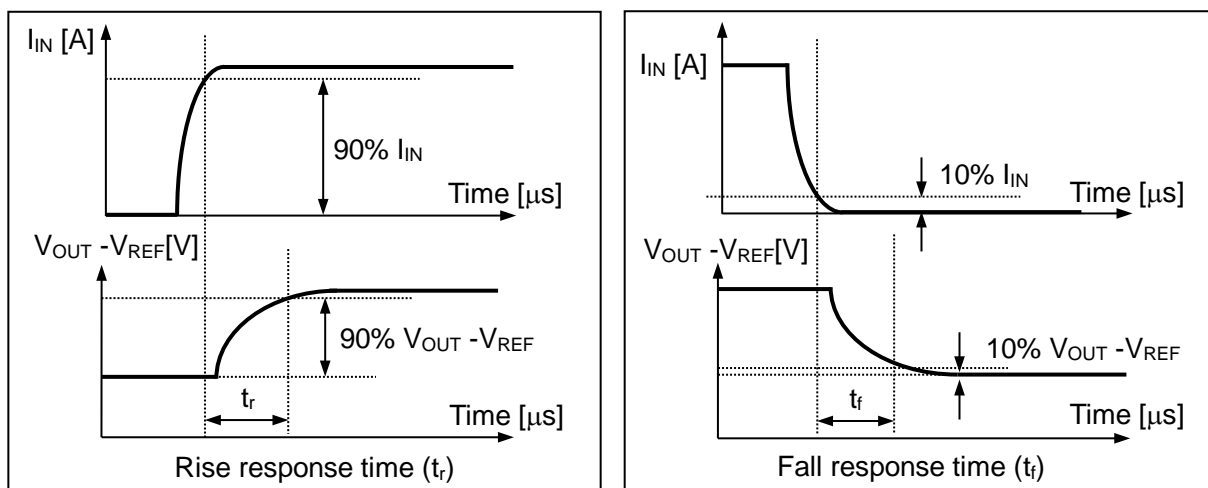 I_IN [A]
90% I_IN
Time [μs]
V_OUT -V_REF[V]
90% V_OUT -V_REF
t_r
Time [μs]
Rise response time (t_r)
I_IN [A]
10% I_IN
Time [μs]
V_OUT -V_REF[V]
10% V_OUT -V_REF
t_f
Time [μs]
Fall response time (t_f)